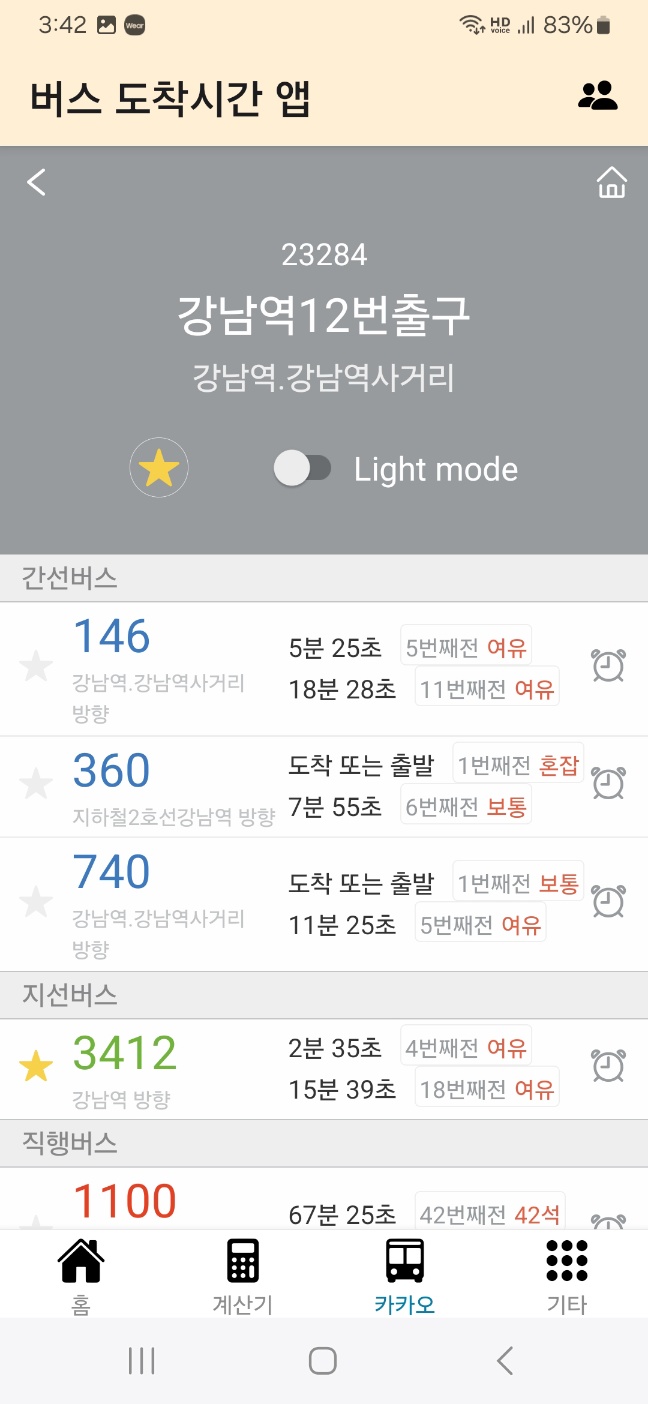 3:42 Wear HD voice 83%
버스 도착시간 앱
23284
강남역12번출구
강남역.강남역사거리
Light mode
간선버스
146
강남역.강남역사거리
방향
5분 25초 5번째전 여유
18분 28초 11번째전 여유
360
지하철2호선강남역 방향
도착 또는 출발 1번째전 혼잡
7분 55초 6번째전 보통
740
강남역.강남역사거리
방향
도착 또는 출발 1번째전 보통
11분 25초 5번째전 여유
지선버스
3412
강남역 방향
2분 35초 4번째전 여유
15분 39초 18번째전 여유
직행버스
1100
67분 25초 42번째전 42석
홈 계산기 카카오 기타